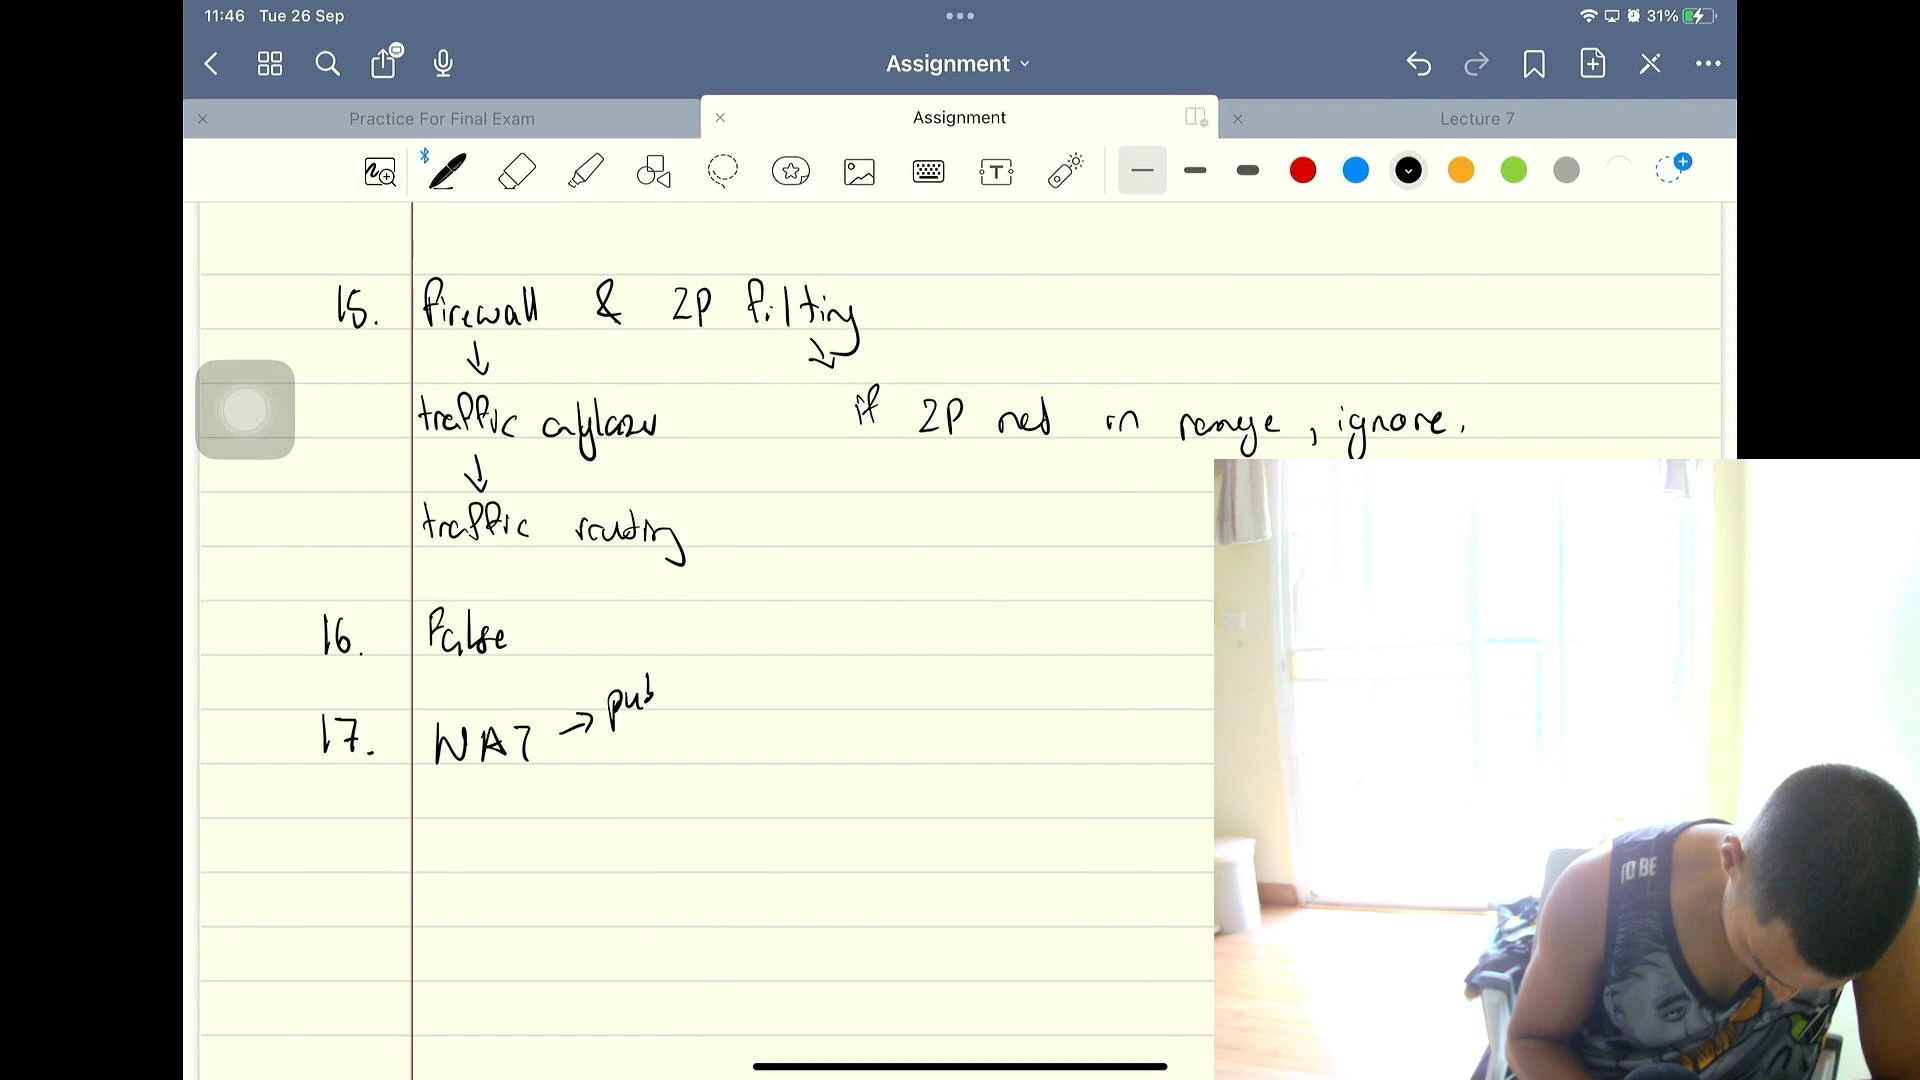 11:46 Tue 26 Sep
31%
Assignment
Practice For Final Exam
Assignment
Lecture 7
T
15. firewall & IP filting
↓
traffic if IP not in range, ignore.
↓
traffic routing
16. False
17. NAT → pub
TO BE